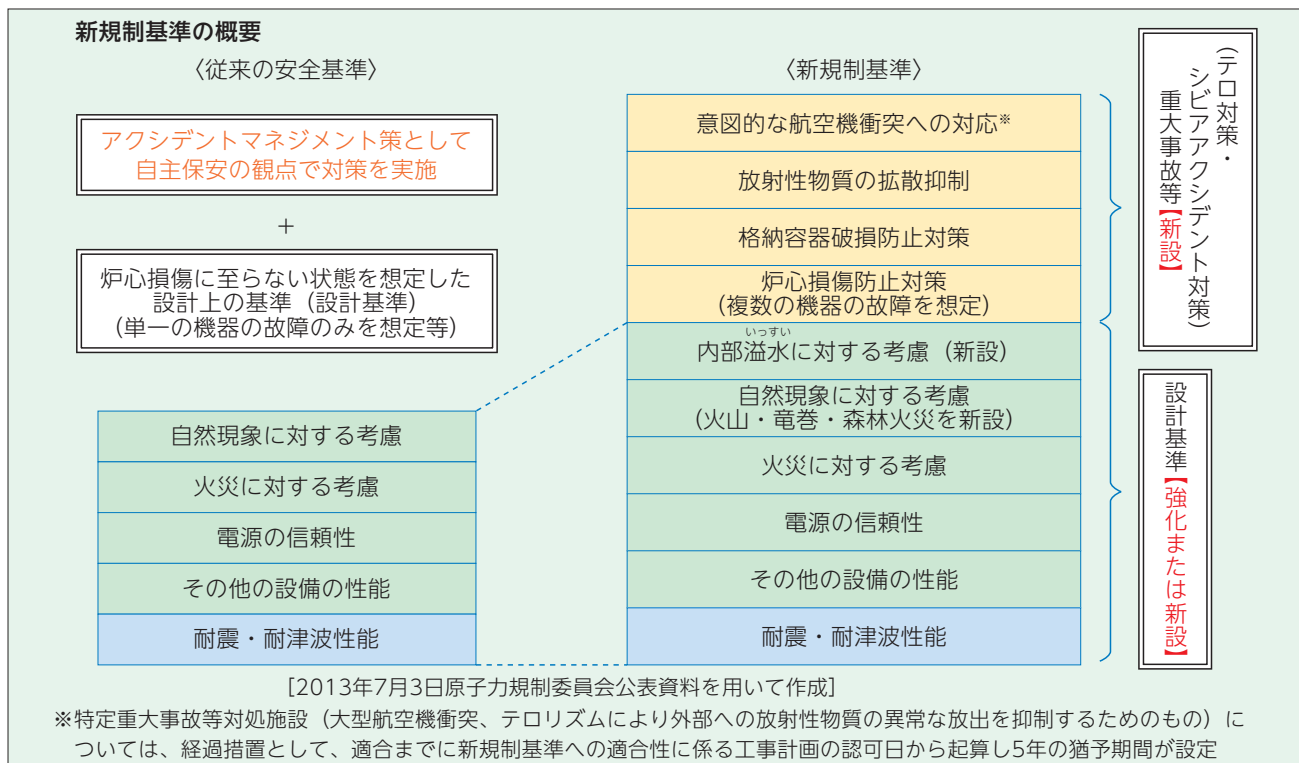 新規制基準の概要
〈従来の安全基準〉
アクシデントマネジメント策として
自主保安の観点で対策を実施
+
炉心損傷に至らない状態を想定した
設計上の基準（設計基準）
（単一の機器の故障のみを想定等）
自然現象に対する考慮
火災に対する考慮
電源の信頼性
その他の設備の性能
耐震・耐津波性能
〈新規制基準〉
意図的な航空機衝突への対応※
放射性物質の拡散抑制
格納容器破損防止対策
炉心損傷防止対策
（複数の機器の故障を想定）
いっすい
内部溢水に対する考慮（新設）
自然現象に対する考慮
（火山・竜巻・森林火災を新設）
火災に対する考慮
電源の信頼性
その他の設備の性能
耐震・耐津波性能
（テロ対策・
シビアアクシデント対策）
重大事故等【新設】
設計基準【強化または新設】
［2013年7月3日原子力規制委員会公表資料を用いて作成］
※特定重大事故等対処施設（大型航空機衝突、テロリズムにより外部への放射性物質の異常な放出を抑制するためのもの）に
ついては、経過措置として、適合までに新規制基準への適合性に係る工事計画の認可日から起算し5年の猶予期間が設定